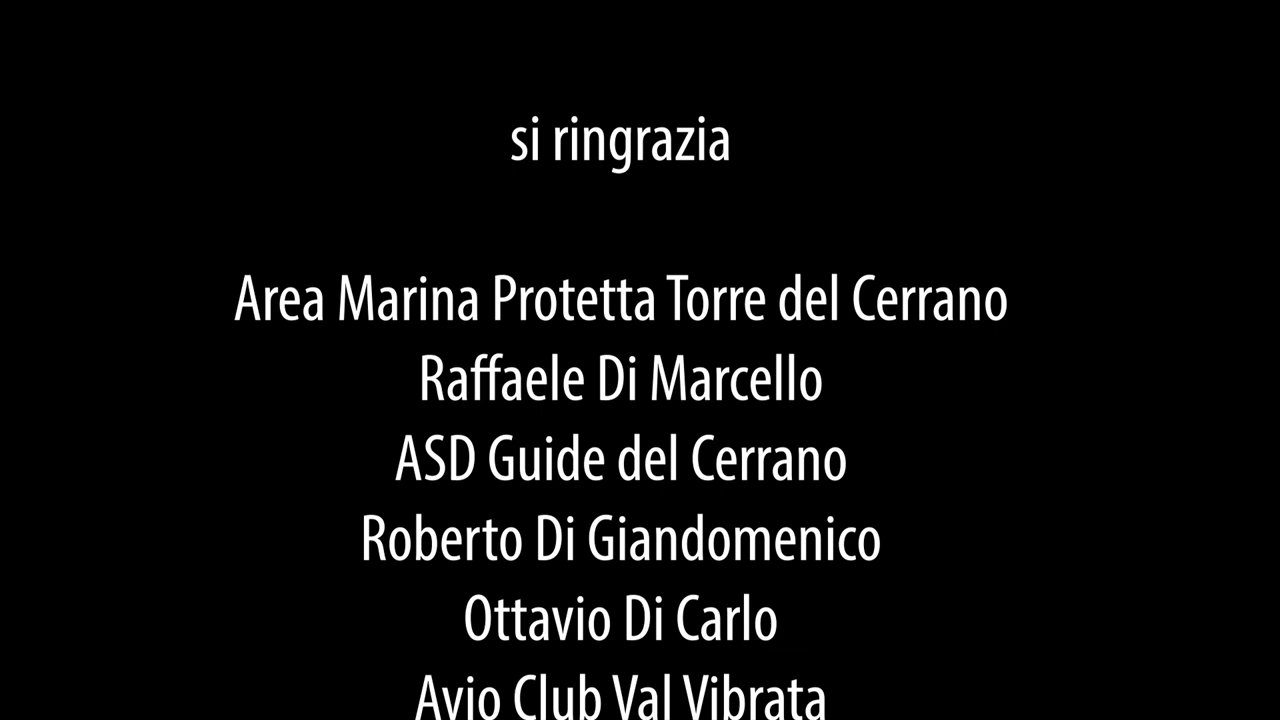 si ringrazia
Area Marina Protetta Torre del Cerrano
Raffaele Di Marcello
ASD Guide del Cerrano
Roberto Di Giandomenico
Ottavio Di Carlo
Avio Club Val Vibrata